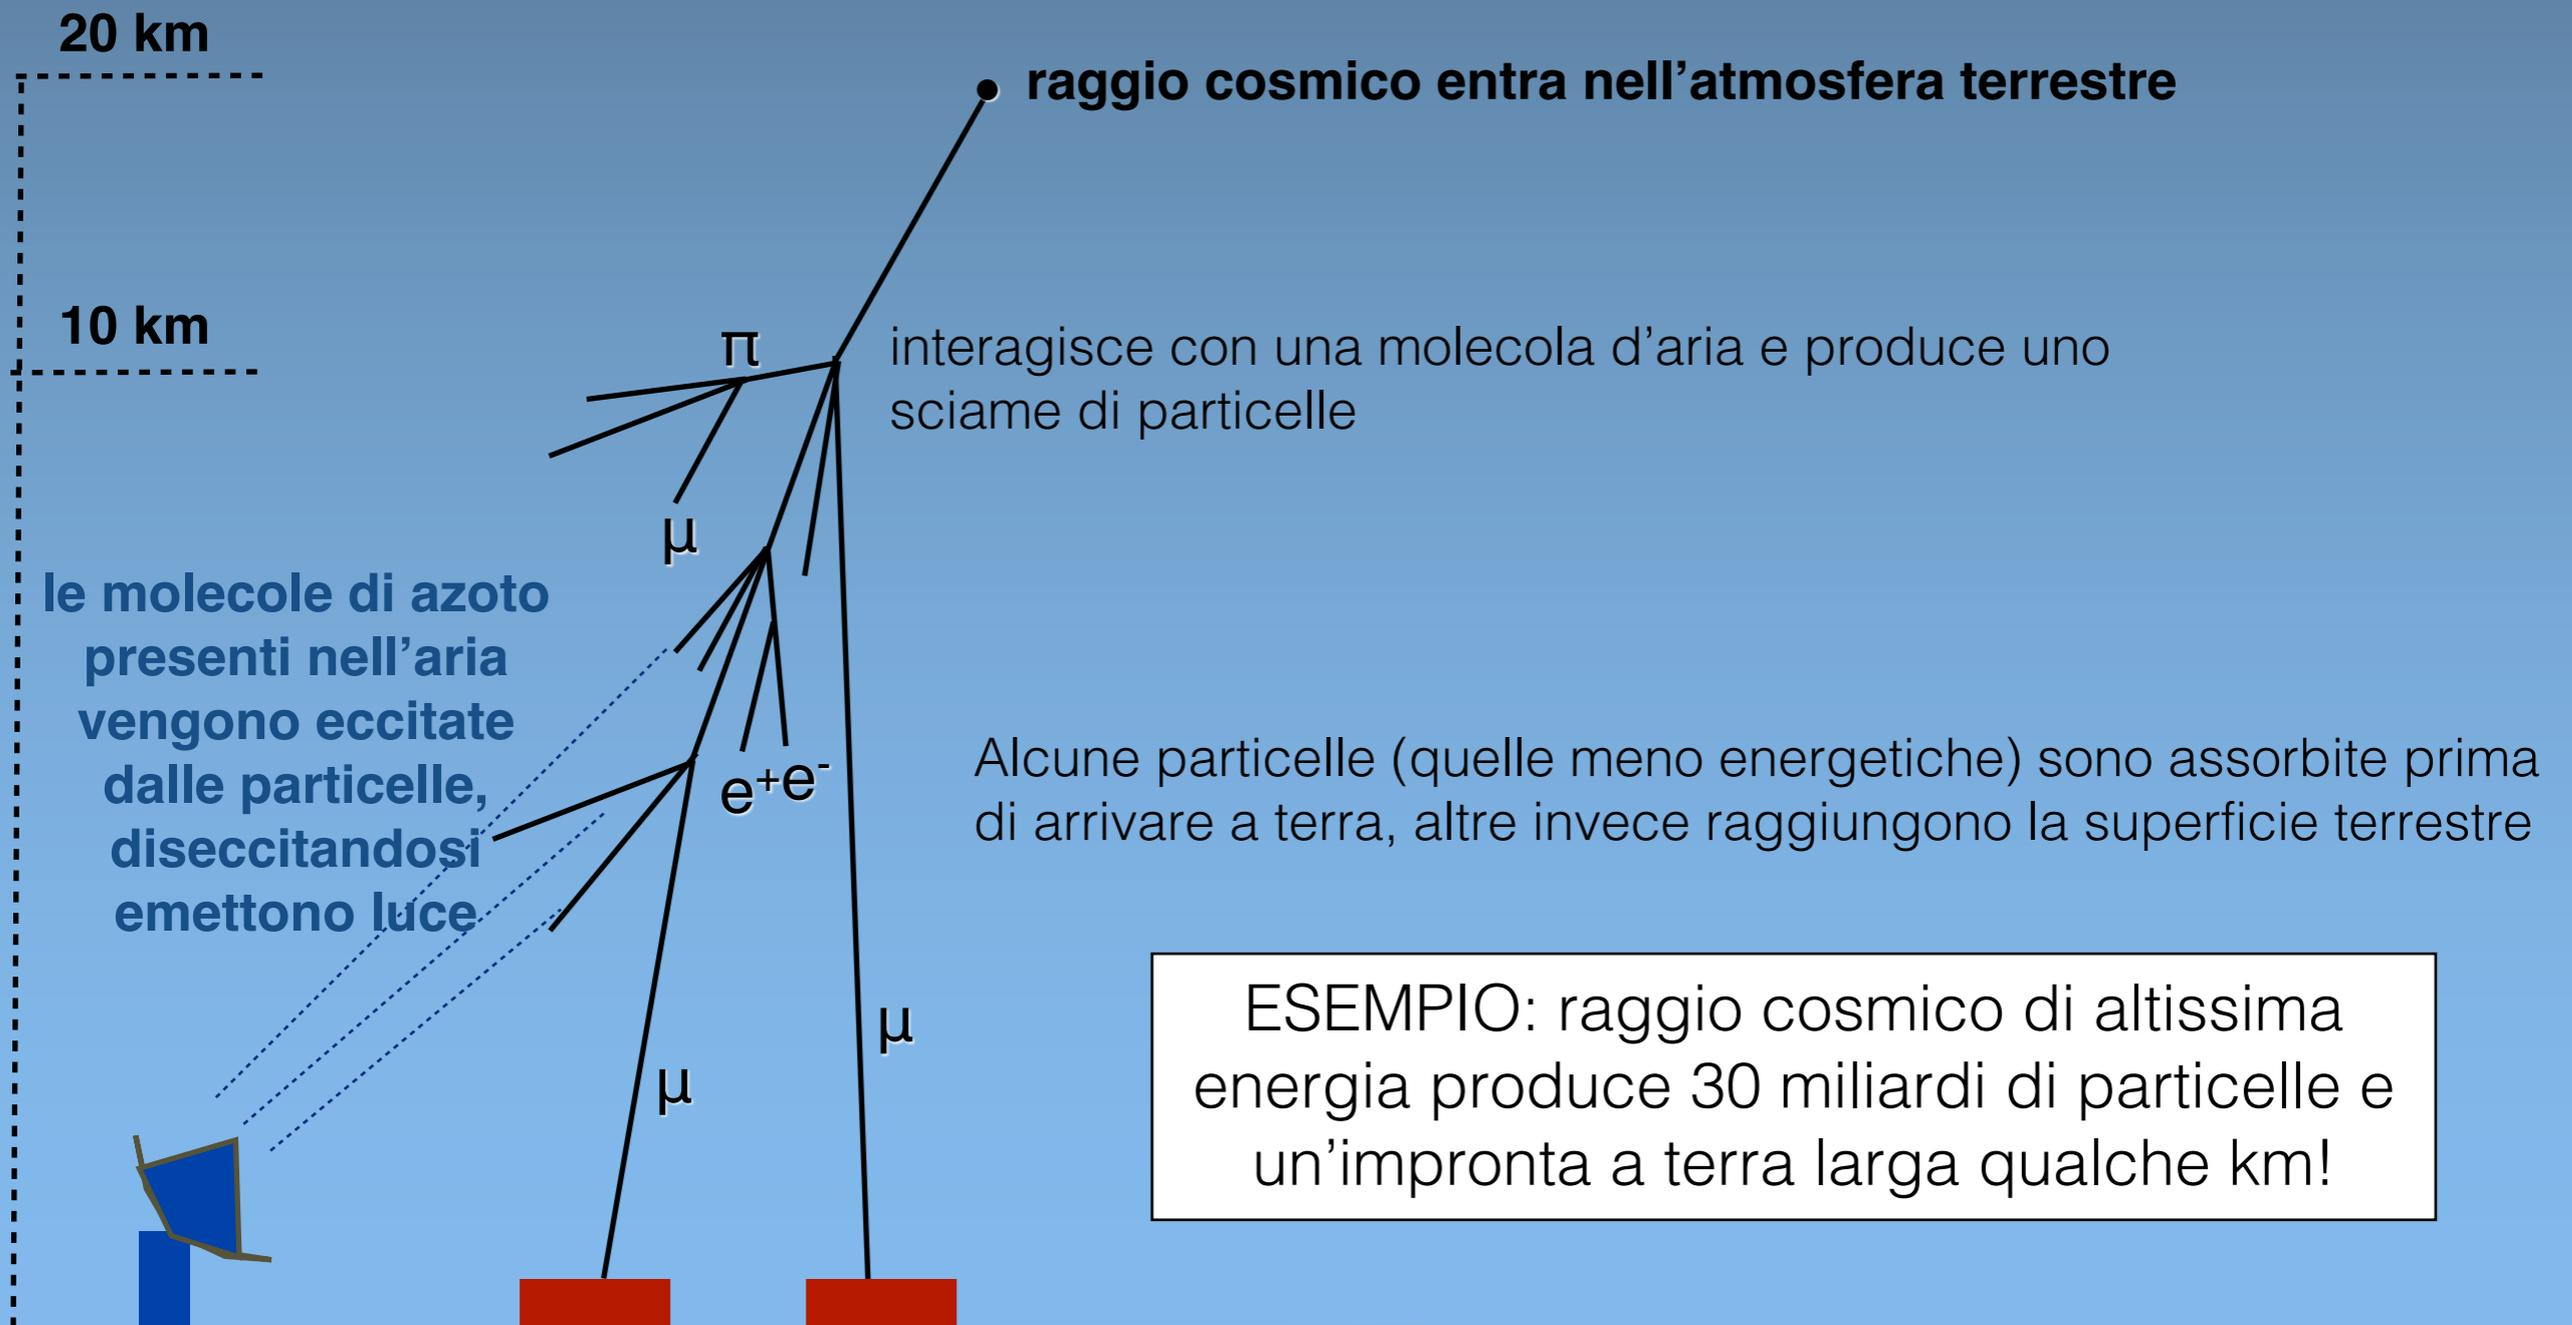 20 km
raggio cosmico entra nell’atmosfera terrestre
10 km
π
interagisce con una molecola d’aria e produce uno
sciame di particelle
μ
le molecole di azoto
presenti nell’aria
vengono eccitate
dalle particelle,
diseccitandosi
emettono luce
e⁺e⁻
Alcune particelle (quelle meno energetiche) sono assorbite prima
di arrivare a terra, altre invece raggiungono la superficie terrestre
μ
μ
ESEMPIO: raggio cosmico di altissima
energia produce 30 miliardi di particelle e
un’impronta a terra larga qualche km!